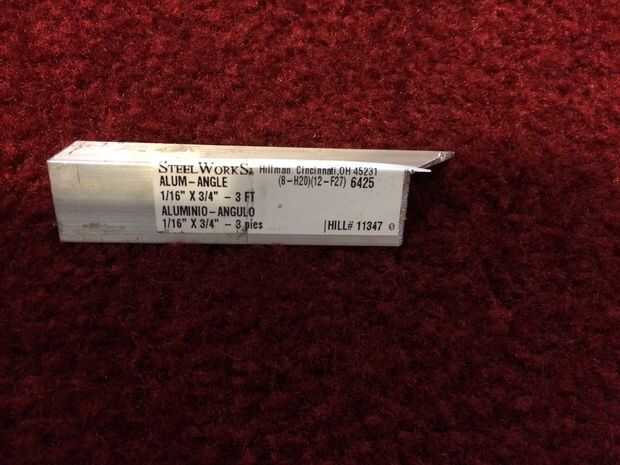 STEELWORKS Hillman Cincinnati, OH 45231
ALUM-ANGLE (8-H20)(12-F27) 6425
1/16" X 3/4" - 3 FT
ALUMINIO-ANGULO
1/16" X 3/4" - 3 pies HILL# 11347 0